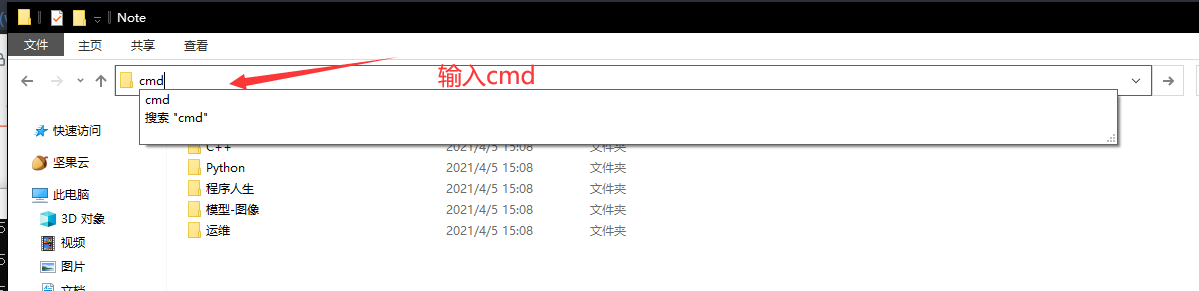 Note
文件 主页 共享 查看
cmd
输入cmd
cmd
搜索 "cmd"
快速访问
坚果云
此电脑
3D 对象
视频
图片
文档
C++ 2021/4/5 15:08 文件夹
Python 2021/4/5 15:08 文件夹
程序人生 2021/4/5 15:08 文件夹
模型-图像 2021/4/5 15:08 文件夹
运维 2021/4/5 15:08 文件夹